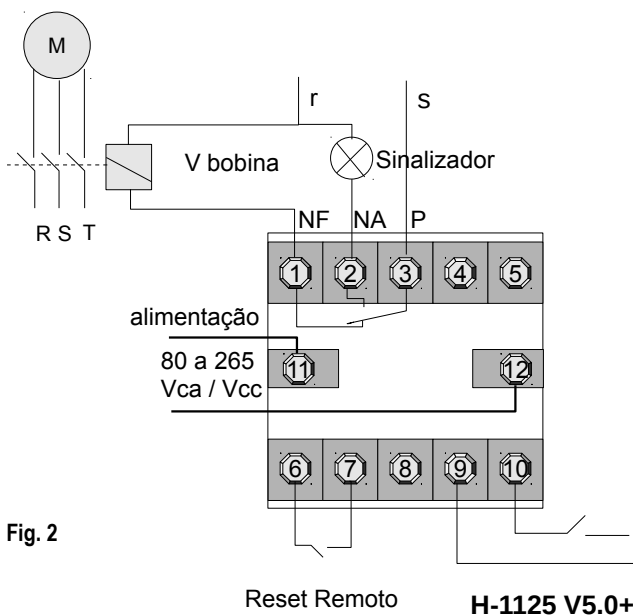 M
r
s
V bobina
Sinalizador
R S T
NF NA P
1 2 3 4 5
alimentação
80 a 265
Vca / Vcc
11
12
6 7 8 9 10
Fig. 2
Reset Remoto
H-1125 V5.0+